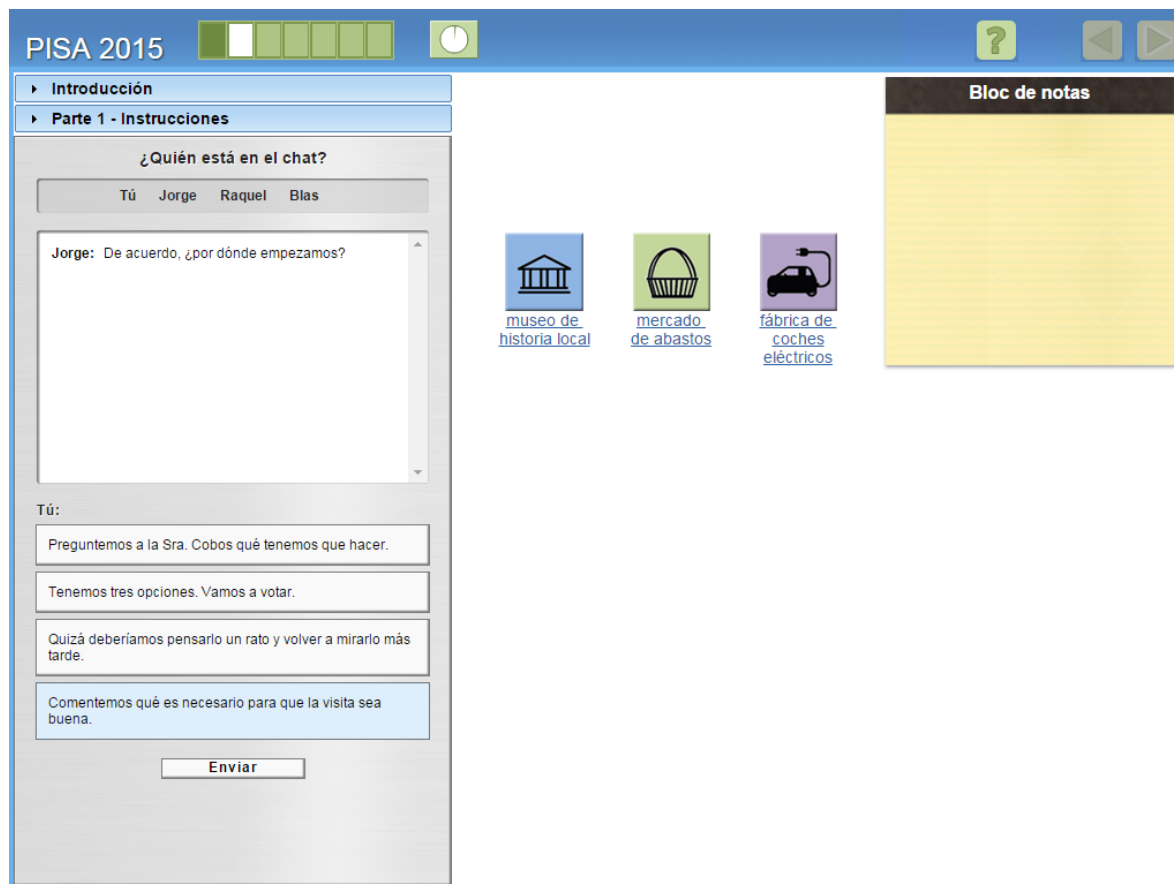 PISA 2015
?
Introducción
Parte 1 - Instrucciones
¿Quién está en el chat?
Tú Jorge Raquel Blas
Jorge: De acuerdo, ¿por dónde empezamos?
Tú:
Preguntemos a la Sra. Cobos qué tenemos que hacer.
Tenemos tres opciones. Vamos a votar.
Quizá deberíamos pensarlo un rato y volver a mirarlo más
tarde.
Comentemos qué es necesario para que la visita sea
buena.
Enviar
museo de
historia local
mercado
de abastos
fábrica de
coches
eléctricos
Bloc de notas